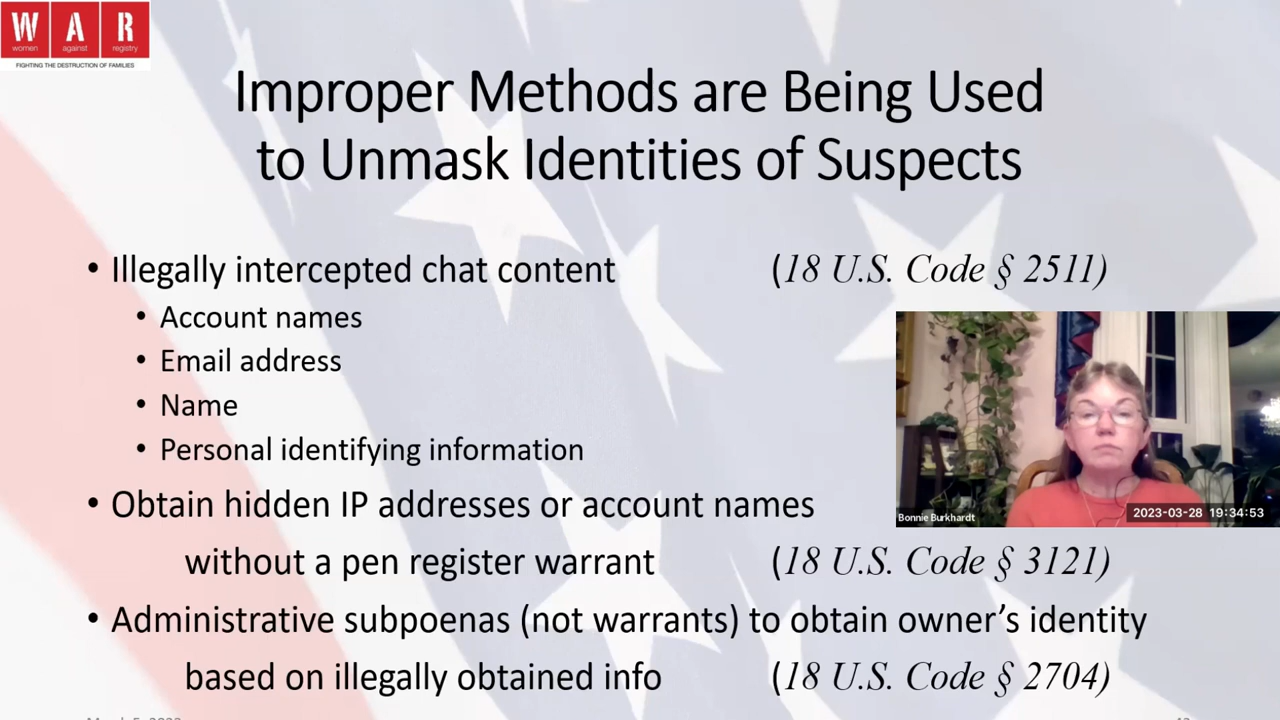 W A R
women against registry
FIGHTING THE DESTRUCTION OF FAMILIES
Improper Methods are Being Used
to Unmask Identities of Suspects
• Illegally intercepted chat content (18 U.S. Code § 2511)
• Account names
• Email address
• Name
• Personal identifying information
• Obtain hidden IP addresses or account names
without a pen register warrant (18 U.S. Code § 3121)
• Administrative subpoenas (not warrants) to obtain owner’s identity
based on illegally obtained info (18 U.S. Code § 2704)
Bonnie Burkhardt
2023-03-28 19:34:53